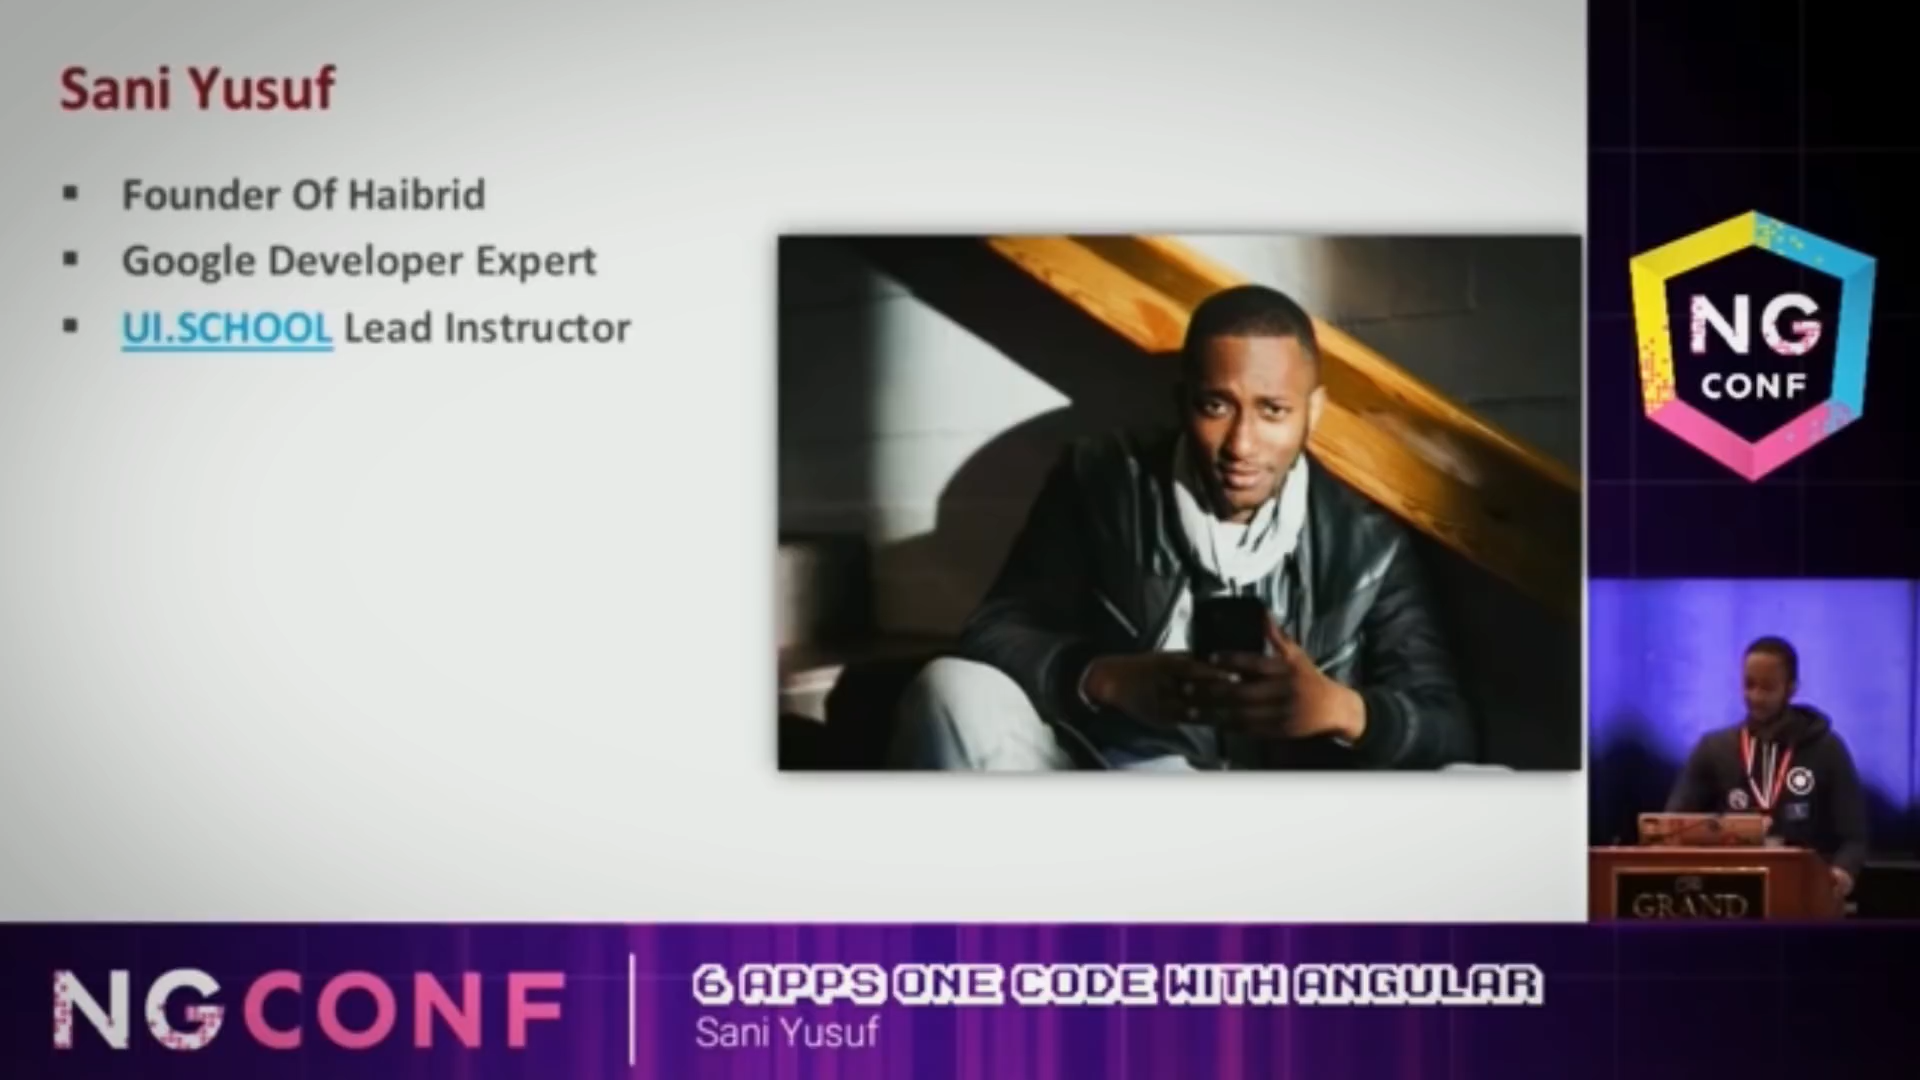 Sani Yusuf
Founder Of Haibrid
Google Developer Expert
UI.SCHOOL Lead Instructor
NG
CONF
GRAND
NGCONF
6 APPS ONE CODE WITH ANGULAR
Sani Yusuf